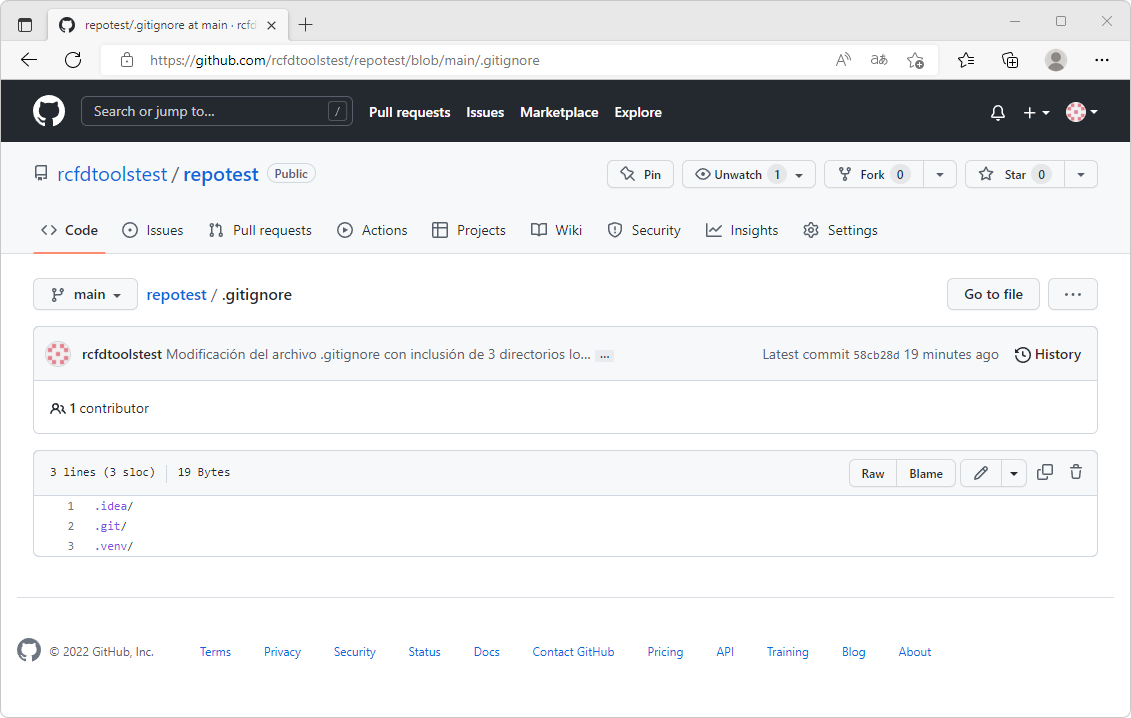 repotest/.gitignore at main · rcfd
https://github.com/rcfdtoolstest/repotest/blob/main/.gitignore
Search or jump to... / Pull requests Issues Marketplace Explore
rcfdtoolstest / repotest Public Pin Unwatch 1 Fork 0 Star 0
Code Issues Pull requests Actions Projects Wiki Security Insights Settings
main repotest / .gitignore Go to file ...
rcfdtoolstest Modificación del archivo .gitignore con inclusión de 3 directorios lo... ... Latest commit 58cb28d 19 minutes ago History
1 contributor
3 lines (3 sloc) 19 Bytes Raw Blame
1 .idea/
2 .git/
3 .venv/
© 2022 GitHub, Inc. Terms Privacy Security Status Docs Contact GitHub Pricing API Training Blog About